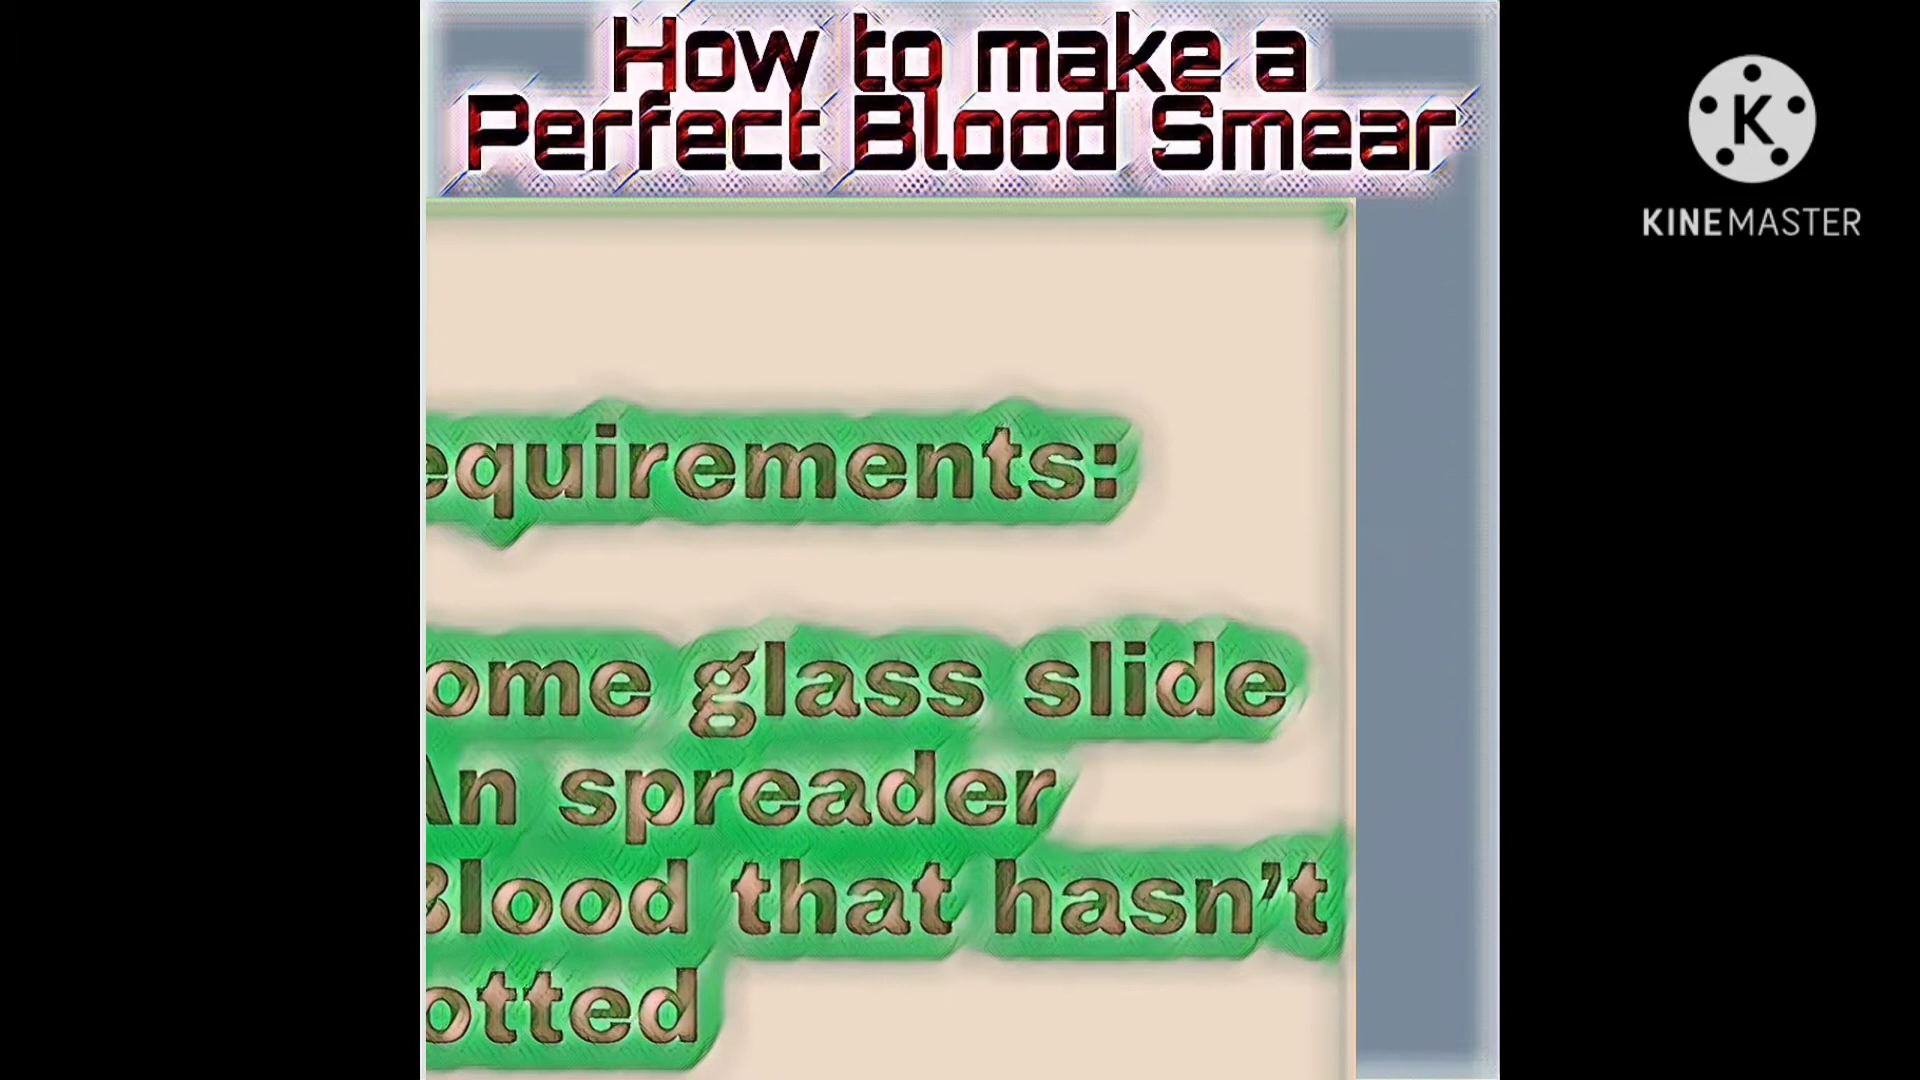 How to make a
Perfect Blood Smear
K
KINEMASTER
equirements:
ome glass slide
An spreader
Blood that hasn't
otted